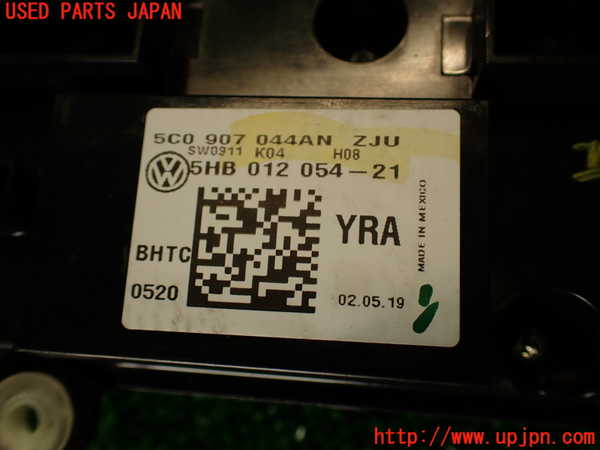 USED PARTS JAPAN
5C0 907 044AN ZJU
SW0911 K04 H08
5HB 012 054-21
BHTC
0520
YRA
02.05.19
MADE IN MEXICO
http://www.upjpn.com/